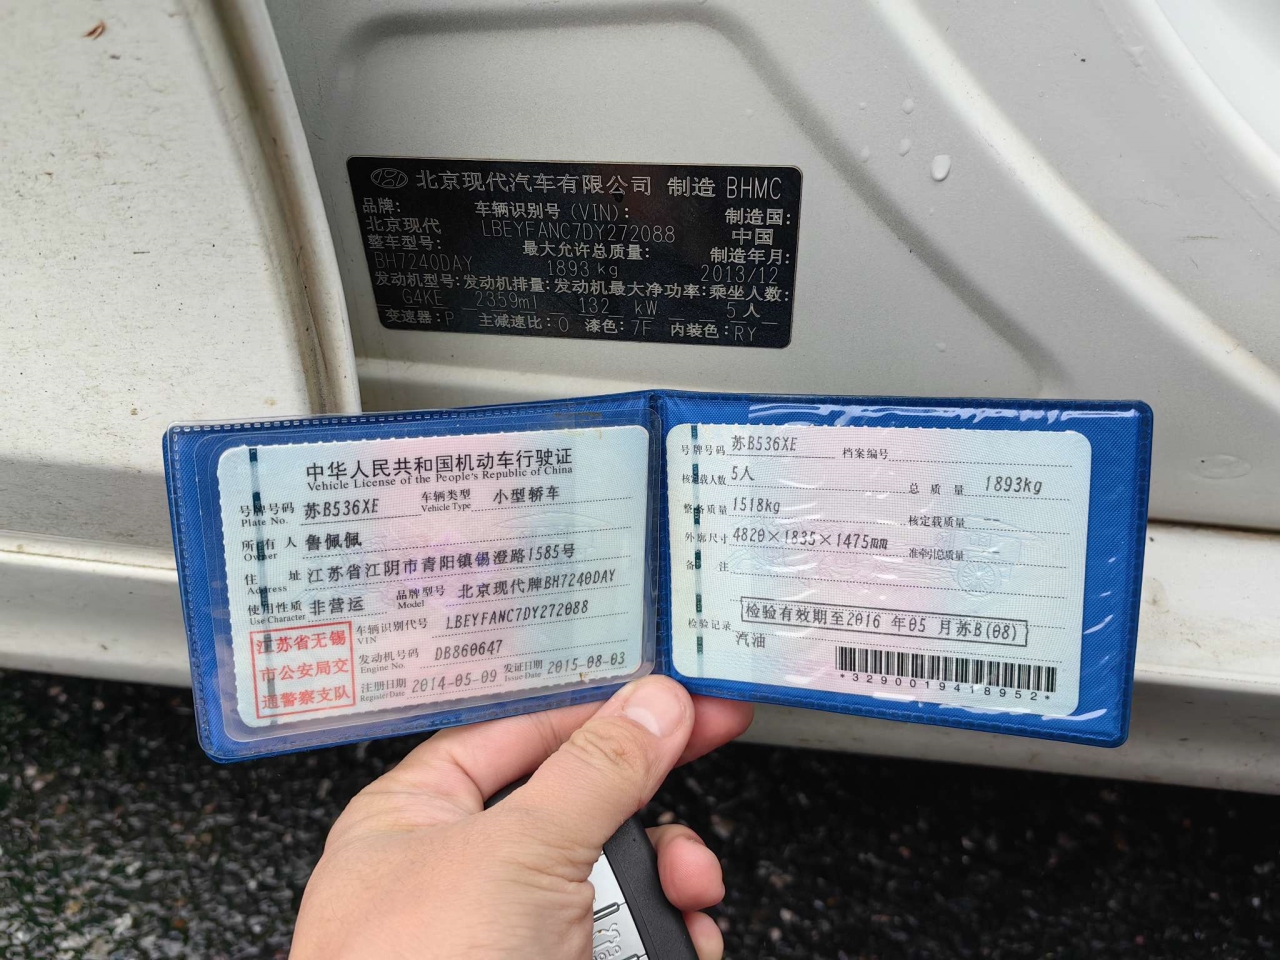 北京现代汽车有限公司 制造 BHMC
品牌: 车辆识别号 (VIN): 制造国:
北京现代 LBEYFANC7DY272088 中国
整车型号: 最大允许总质量: 制造年月:
BH7240DAY 1893 kg 2013/12
发动机型号: 发动机排量: 发动机最大净功率: 乘坐人数:
G4KE 2359ml 132 kW 5 人
变速器: P 主减速比: 0 漆色: 7F 内装色: RY
中华人民共和国机动车行驶证
Vehicle License of the People's Republic of China
号牌号码 苏B536XE 车辆类型 小型轿车
Plate No. Vehicle Type
所有人 鲁佩佩
Owner
住址 江苏省江阴市青阳镇锡澄路1585号
Address
使用性质 非营运 品牌型号 北京现代牌BH7240DAY
Use Character Model
江苏省无锡
市公安局交
通警察支队
车辆识别代号 LBEYFANC7DY272088
VIN
发动机号码 DB860647
Engine No.
注册日期 2014-05-09 发证日期 2015-08-03
Register Date Issue Date
号牌号码 苏B536XE 档案编号
核定载人数 5人 总质量 1893kg
整备质量 1518kg 核定载质量 --
外廓尺寸 4820×1835×1475mm 准牵引总质量 --
备注
检验有效期至2016 年05 月苏B(08)
检验记录
汽油
*3290019418952*
HOLD